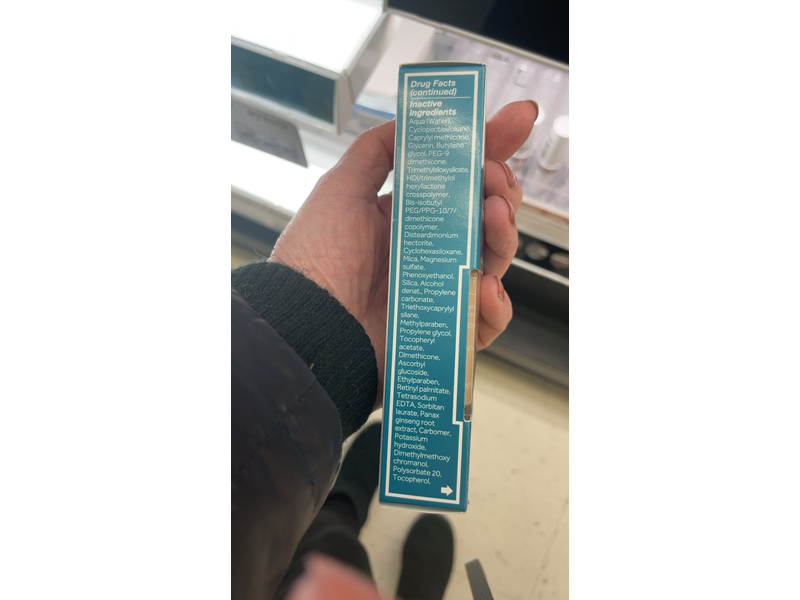 Drug Facts
(continued)
Inactive
Ingredients
Aqua (Water),
Cyclopentasiloxane,
Caprylyl methicone,
Glycerin, Butylene
glycol, PEG-9
dimethicone,
Trimethylsiloxysilicate,
HDI/trimethylol
hexyllactone
crosspolymer,
Bis-isobutyl
PEG/PPG-10/7/
dimethicone
copolymer,
Disteardimonium
hectorite,
Cyclohexasiloxane,
Mica, Magnesium
sulfate,
Phenoxyethanol,
Silica, Alcohol
denat., Propylene
carbonate,
Triethoxycaprylyl
silane,
Methylparaben,
Propylene glycol,
Tocopheryl
acetate,
Dimethicone,
Ascorbyl
glucoside,
Ethylparaben,
Retinyl palmitate,
Tetrasodium
EDTA, Sorbitan
laurate, Panax
ginseng root
extract, Carbomer,
Potassium
hydroxide,
Dimethylmethoxy
chromanol,
Polysorbate 20,
Tocopherol,